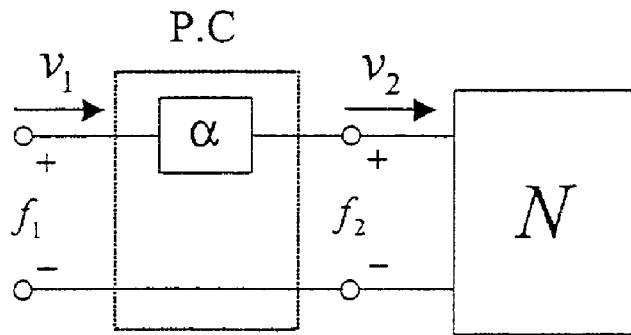 P.C
v₁
α
v₂
+
+
f₁
f₂
N
−
−